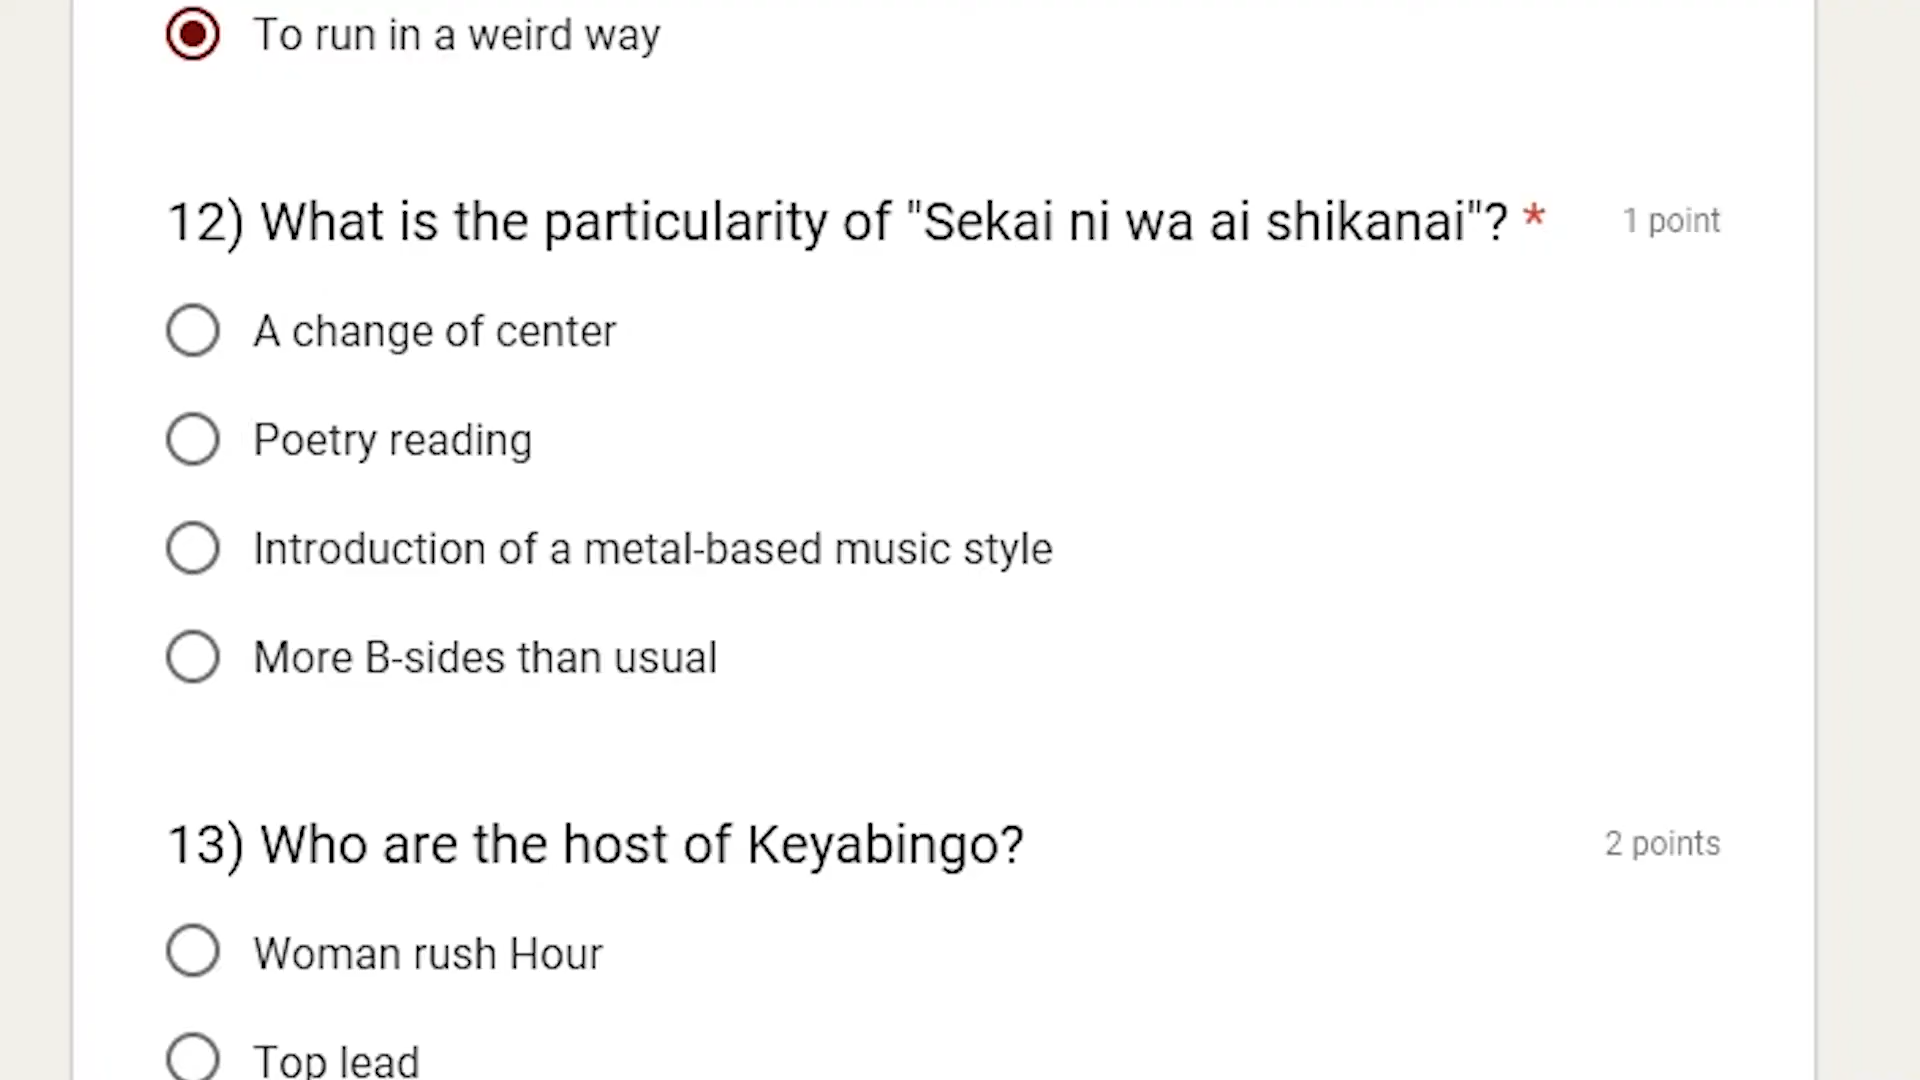 To run in a weird way
12) What is the particularity of "Sekai ni wa ai shikanai"? * 1 point
A change of center
Poetry reading
Introduction of a metal-based music style
More B-sides than usual
13) Who are the host of Keyabingo? 2 points
Woman rush Hour
Top lead